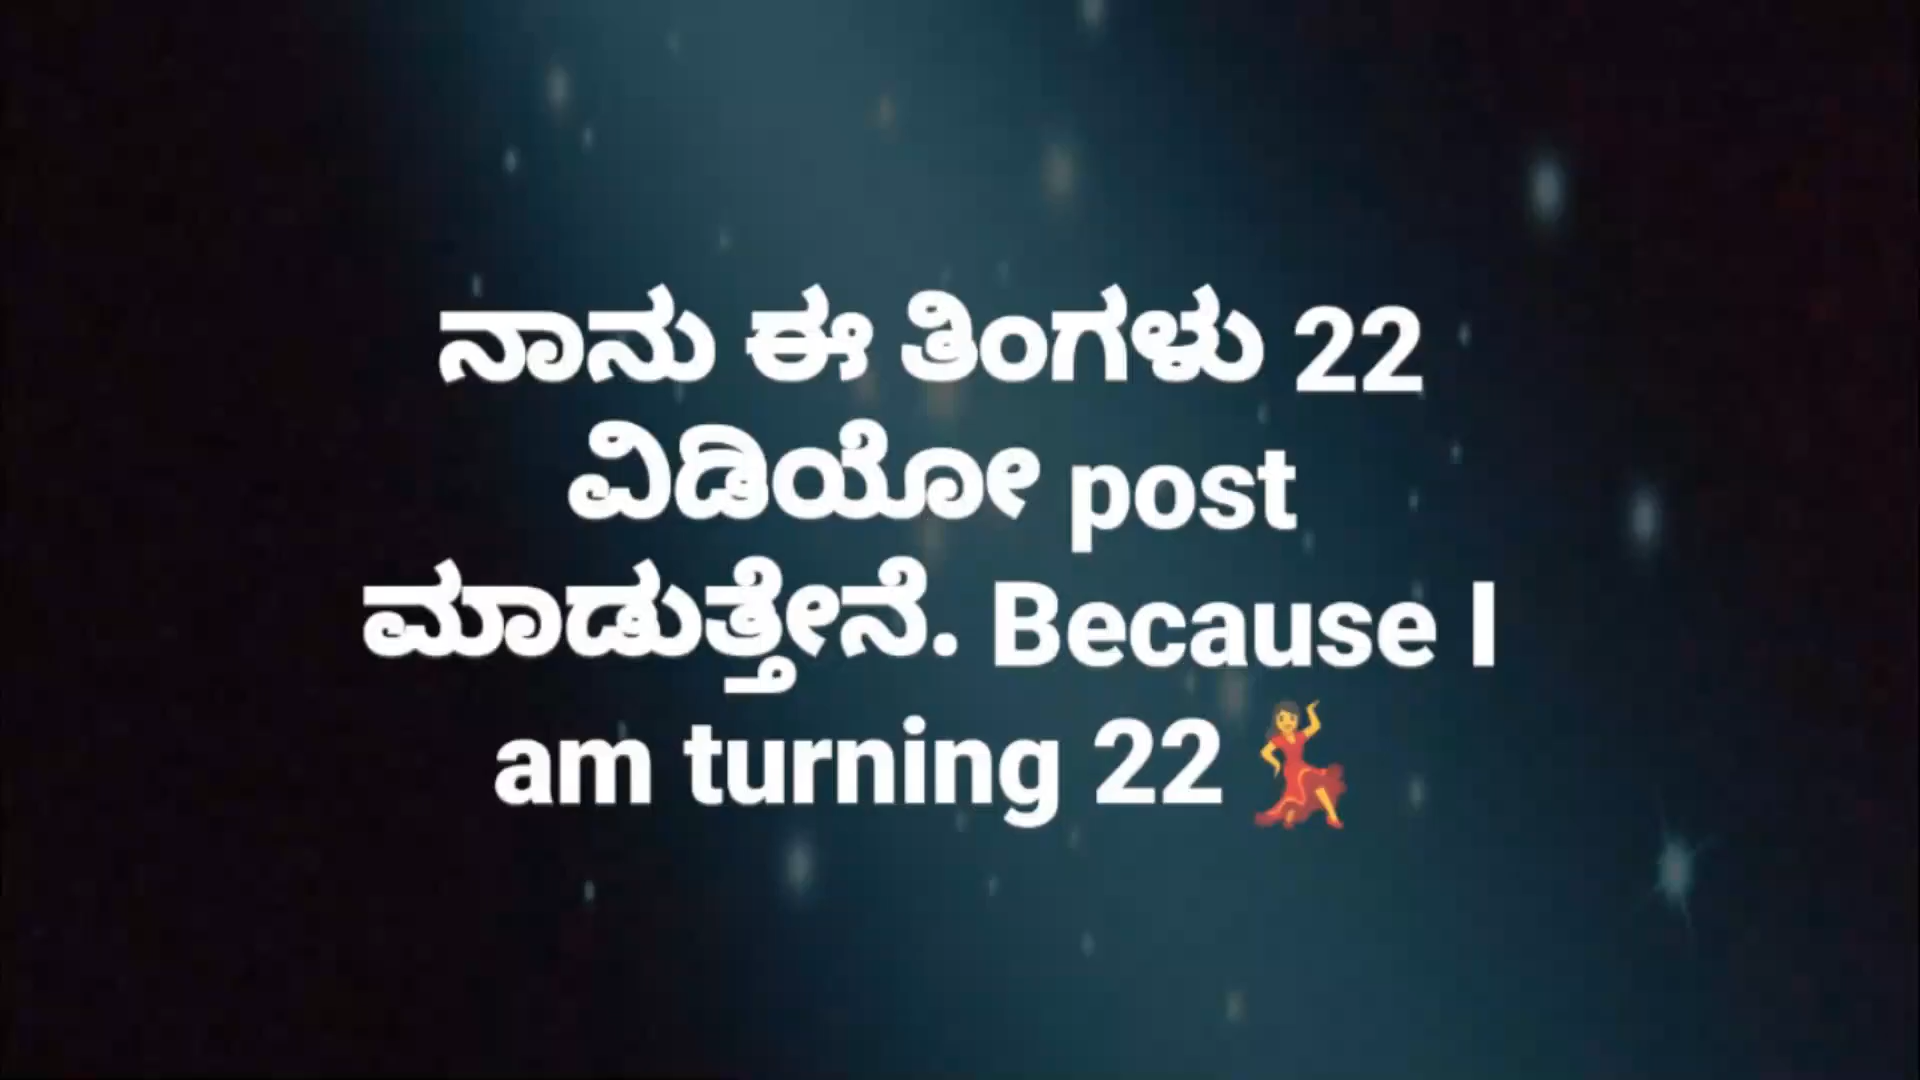 ನಾನು ಈ ತಿಂಗಳು 22
ವಿಡಿಯೋ post
ಮಾಡುತ್ತೇನೆ. Because I
am turning 22💃